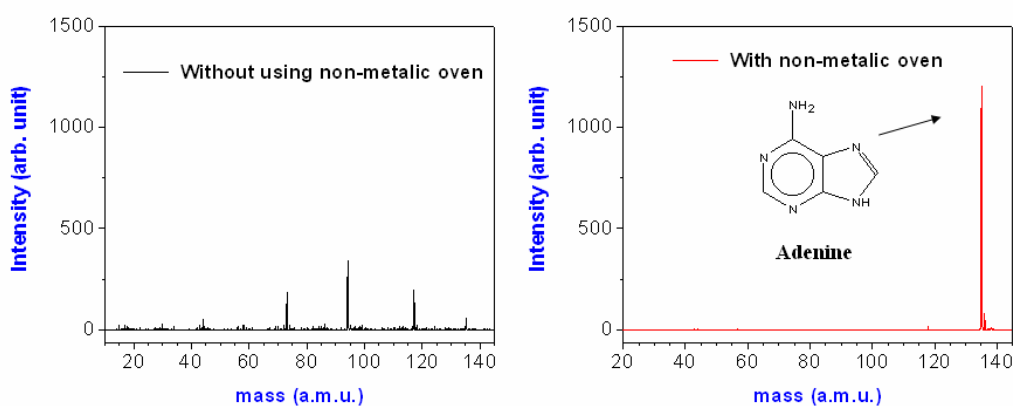 1500
1000
500
0
Intensity (arb. unit)
Without using non-metalic oven
20 40 60 80 100 120 140
mass (a.m.u.)
1500
1000
500
0
Intensity (arb. unit)
With non-metalic oven
NH2
N
N
N
NH
Adenine
20 40 60 80 100 120 140
mass (a.m.u.)